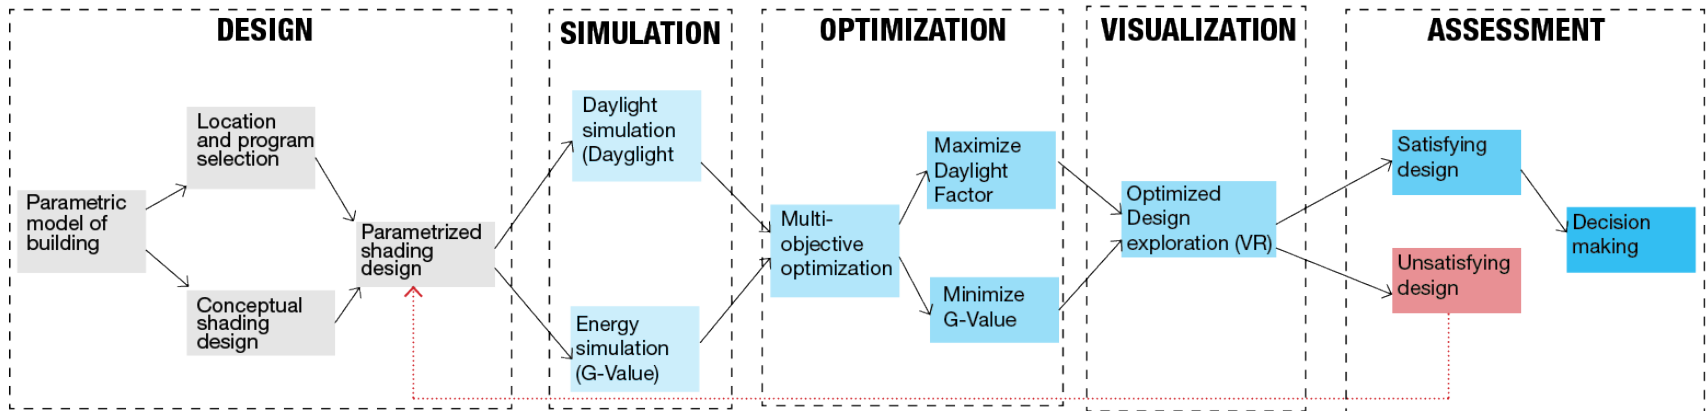 DESIGN
Parametric
model of
building
Location
and program
selection
Conceptual
shading
design
Parametrized
shading
design
SIMULATION
Daylight
simulation
(Dayglight
Energy
simulation
(G-Value)
OPTIMIZATION
Multi-
objective
optimization
Maximize
Daylight
Factor
Minimize
G-Value
VISUALIZATION
Optimized
Design
exploration (VR)
ASSESSMENT
Satisfying
design
Unsatisfying
design
Decision
making